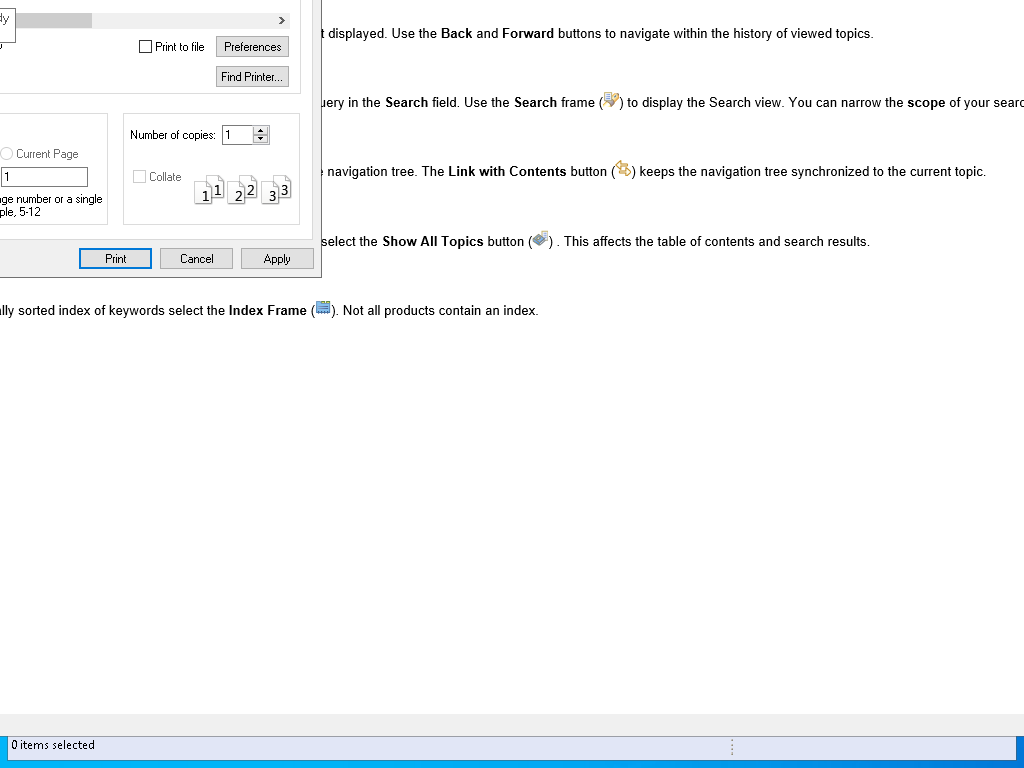 t displayed. Use the Back and Forward buttons to navigate within the history of viewed topics.
Print to file
Preferences
Find Printer...
uery in the Search field. Use the Search frame ( ) to display the Search view. You can narrow the scope of your searc
Number of copies: 1
Current Page
1
Collate
1 1 2 2 3 3
navigation tree. The Link with Contents button ( ) keeps the navigation tree synchronized to the current topic.
ge number or a single
ple, 5-12
select the Show All Topics button ( ) . This affects the table of contents and search results.
Print
Cancel
Apply
lly sorted index of keywords select the Index Frame ( ). Not all products contain an index.
0 items selected